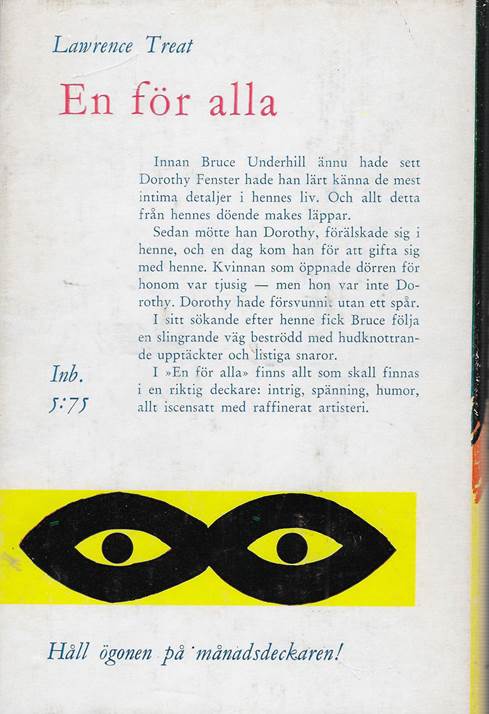 Lawrence Treat
En för alla
Innan Bruce Underhill ännu hade sett
Dorothy Fenster hade han lärt känna de mest
intima detaljer i hennes liv. Och allt detta
från hennes döende makes läppar.
Sedan mötte han Dorothy, förälskade sig i
henne, och en dag kom han för att gifta sig
med henne. Kvinnan som öppnade dörren för
honom var tjusig — men hon var inte Do-
rothy. Dorothy hade försvunnit utan ett spår.
I sitt sökande efter henne fick Bruce följa
en slingrande väg beströdd med hudknottran-
de upptäckter och listiga snaror.
I »En för alla» finns allt som skall finnas
i en riktig deckare: intrig, spänning, humor,
allt iscensatt med raffinerat artisteri.
Inb.
5:75
Håll ögonen på månadsdeckaren!